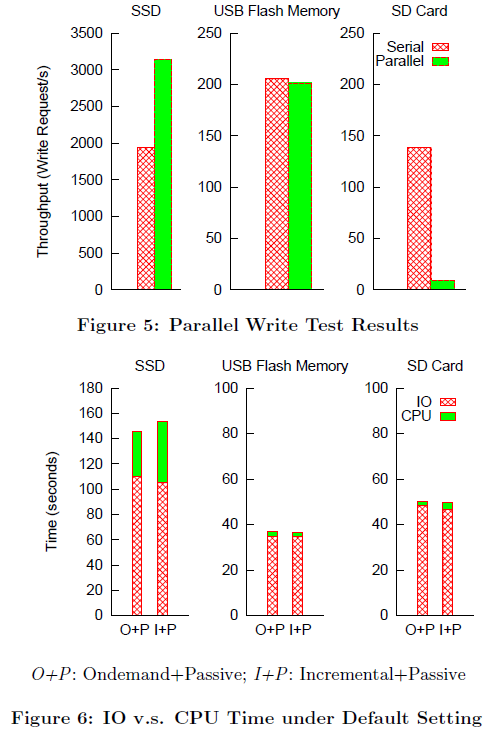 SSD
USB Flash Memory
SD Card
Throughput (Write Request/s)
3500
3000
2500
2000
1500
1000
500
0
250
200
150
100
50
0
250
200
150
100
50
0
Serial
Parallel
Figure 5: Parallel Write Test Results
SSD
USB Flash Memory
SD Card
Time (seconds)
180
160
140
120
100
80
60
40
20
0
O+P I+P
100
80
60
40
20
0
O+P I+P
100
80
60
40
20
0
IO
CPU
O+P I+P
O+P: Ondemand+Passive; I+P: Incremental+Passive
Figure 6: IO v.s. CPU Time under Default Setting